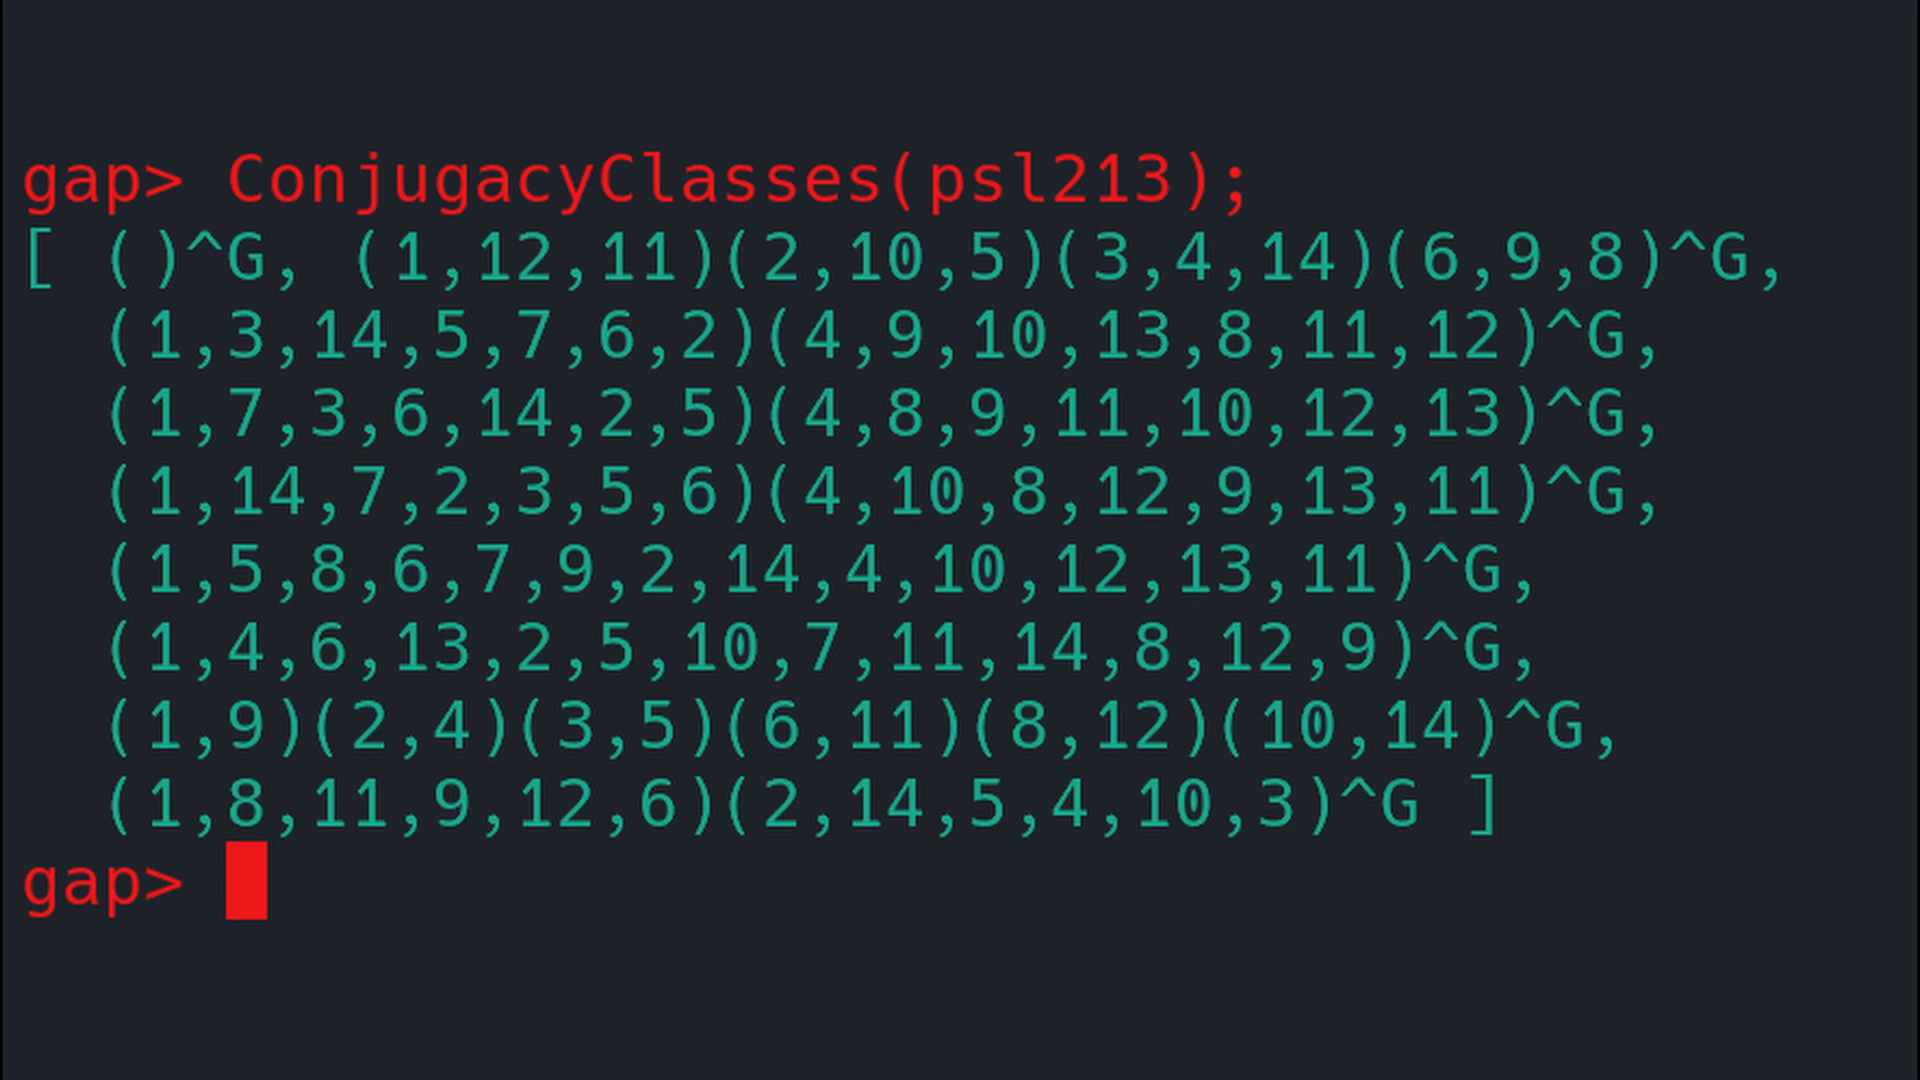 gap> ConjugacyClasses(psl213);
[ ()^G, (1,12,11)(2,10,5)(3,4,14)(6,9,8)^G,
  (1,3,14,5,7,6,2)(4,9,10,13,8,11,12)^G,
  (1,7,3,6,14,2,5)(4,8,9,11,10,12,13)^G,
  (1,14,7,2,3,5,6)(4,10,8,12,9,13,11)^G,
  (1,5,8,6,7,9,2,14,4,10,12,13,11)^G,
  (1,4,6,13,2,5,10,7,11,14,8,12,9)^G,
  (1,9)(2,4)(3,5)(6,11)(8,12)(10,14)^G,
  (1,8,11,9,12,6)(2,14,5,4,10,3)^G ]
gap>